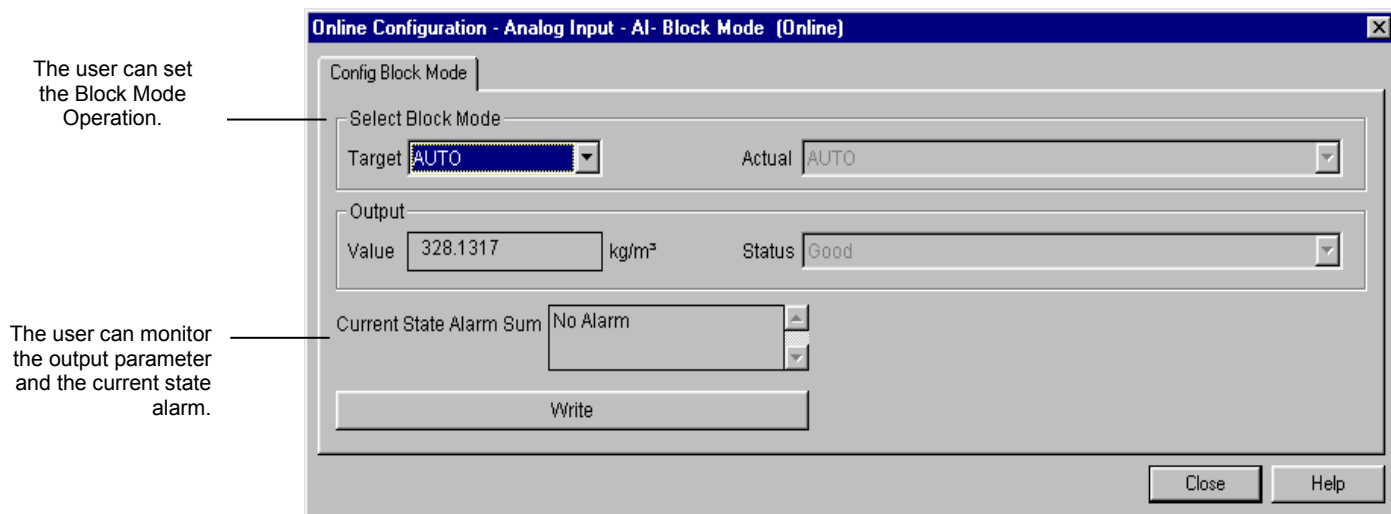 Online Configuration - Analog Input - AI- Block Mode (Online)
The user can set
the Block Mode
Operation.
Config Block Mode
Select Block Mode
Target AUTO Actual AUTO
Output
Value 328.1317 kg/m³ Status Good
The user can monitor
the output parameter
and the current state
alarm.
Current State Alarm Sum No Alarm
Write
Close Help